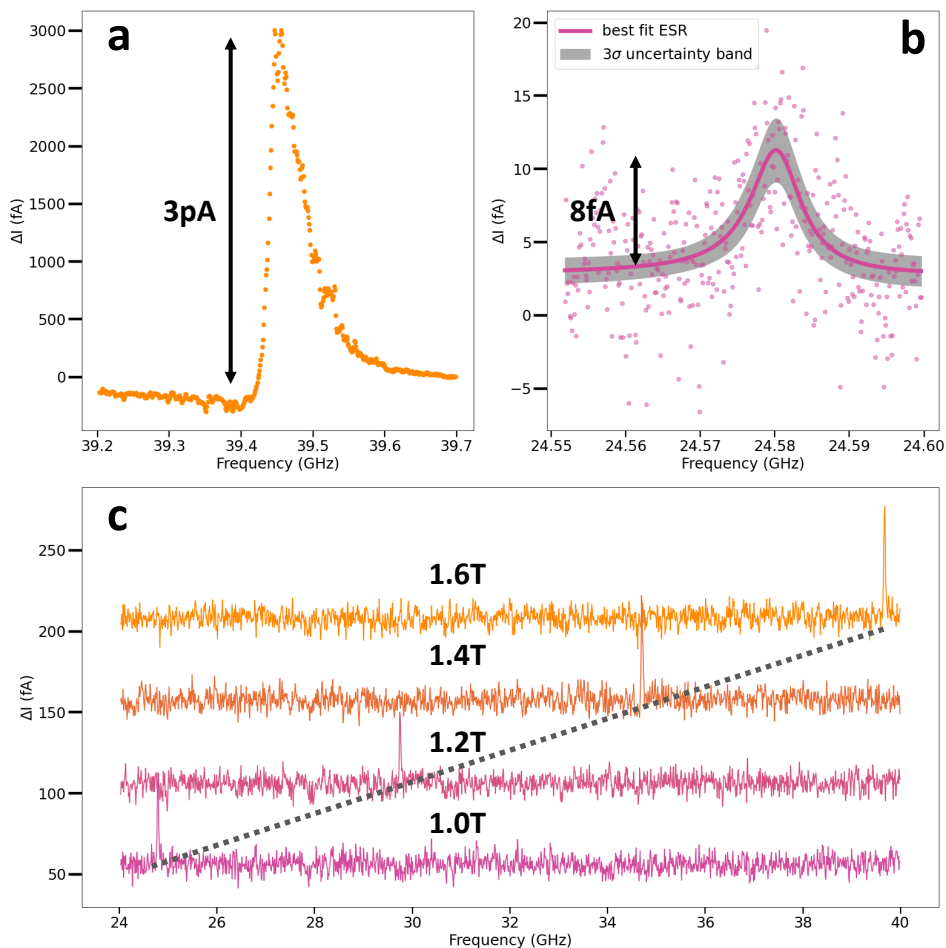 a
3000
2500
2000
1500
1000
500
0
ΔI (fA)
3pA
39.2 39.3 39.4 39.5 39.6 39.7
Frequency (GHz)
b
best fit ESR
3σ uncertainty band
20
15
10
5
0
−5
ΔI (fA)
8fA
24.55 24.56 24.57 24.58 24.59 24.60
Frequency (GHz)
c
250
200
150
100
50
ΔI (fA)
1.6T
1.4T
1.2T
1.0T
24 26 28 30 32 34 36 38 40
Frequency (GHz)